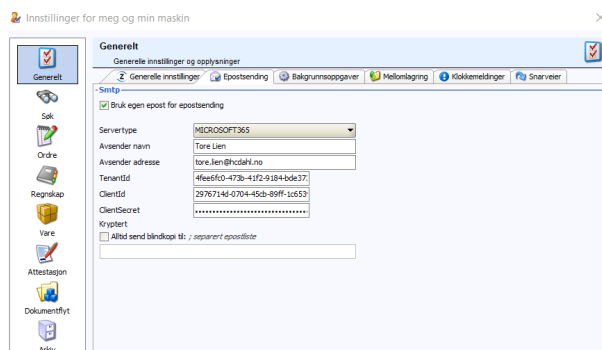 Innstillinger for meg og min maskin
Generelt
Generelle innstillinger og opplysninger
Generelt
Søk
Ordre
Regnskap
Vare
Attestasjon
Dokumentflyt
Arkiv
Generelle innstillinger
Epostsending
Bakgrunnsoppgaver
Mellomlagring
Klokkemeldinger
Snarveier
Smtp
Bruk egen epost for epostsending
Servertype MICROSOFT365
Avsender navn Tore Lien
Avsender adresse tore.lien@hcdahl.no
TenantId 4fee6fc0-473b-41f2-9184-bde37
ClientId 2976714d-0704-45cb-89ff-1c653
ClientSecret ••••••••••••••••••••••••••••••••
Kryptert
Alltid send blindkopi til: ; separert epostliste